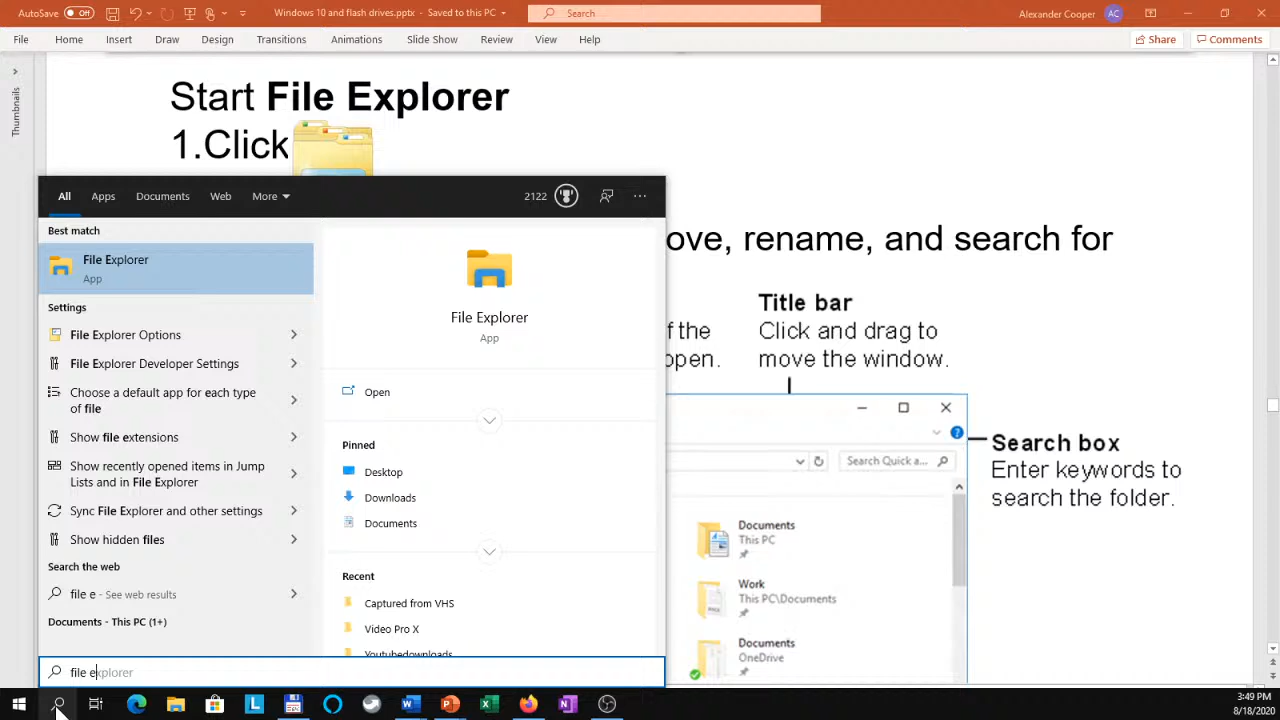 AutoSave Off Windows 10 and flash drives.pptx - Saved to this PC Search Alexander Cooper AC
File Home Insert Draw Design Transitions Animations Slide Show Review View Help Share Comments
Thumbnails
Start File Explorer
1.Click
All Apps Documents Web More 2122 ...
Best match
File Explorer
App
Settings
File Explorer Options
File Explorer Developer Settings
Choose a default app for each type
of file
Show file extensions
Show recently opened items in Jump
Lists and in File Explorer
Sync File Explorer and other settings
Show hidden files
Search the web
file e - See web results
Documents - This PC (1+)
file explorer
File Explorer
App
Open
Pinned
Desktop
Downloads
Documents
Recent
Captured from VHS
Video Pro X
Youtubedownloads
ove, rename, and search for
f the
open.
Title bar
Click and drag to
move the window.
Search Quick a...
Search box
Enter keywords to
search the folder.
Documents
This PC
Work
This PC\Documents
Documents
OneDrive
3:49 PM
8/18/2020